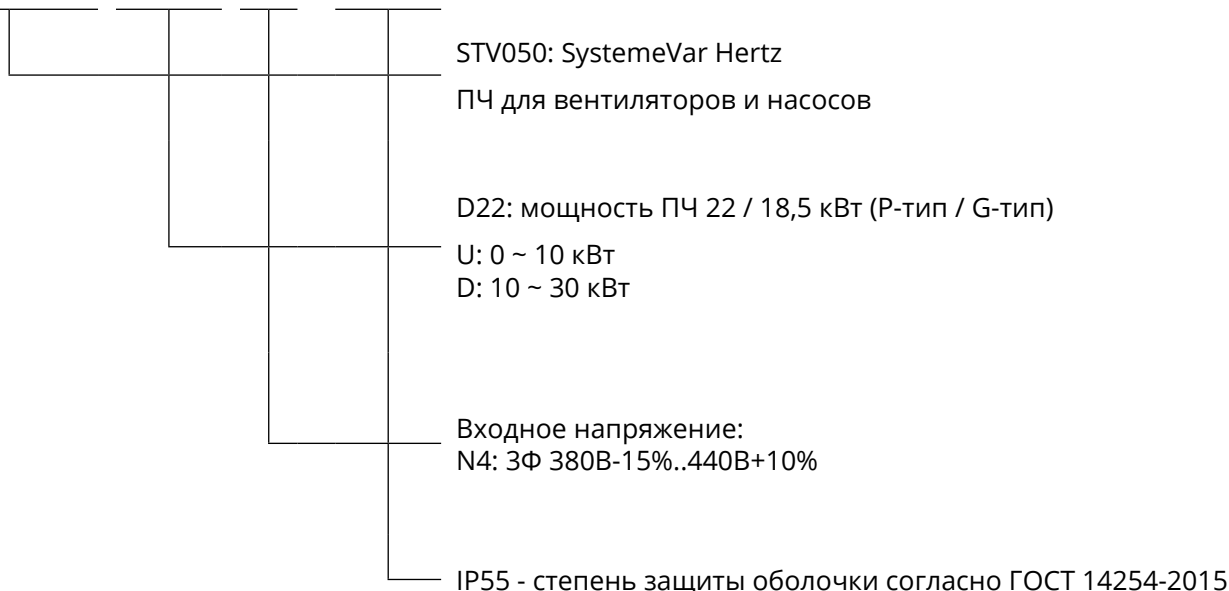 STV050: SystemeVar Hertz
ПЧ для вентиляторов и насосов
D22: мощность ПЧ 22 / 18,5 кВт (Р-тип / G-тип)
U: 0 ~ 10 кВт
D: 10 ~ 30 кВт
Входное напряжение:
N4: 3Ф 380В-15%..440В+10%
IP55 - степень защиты оболочки согласно ГОСТ 14254-2015